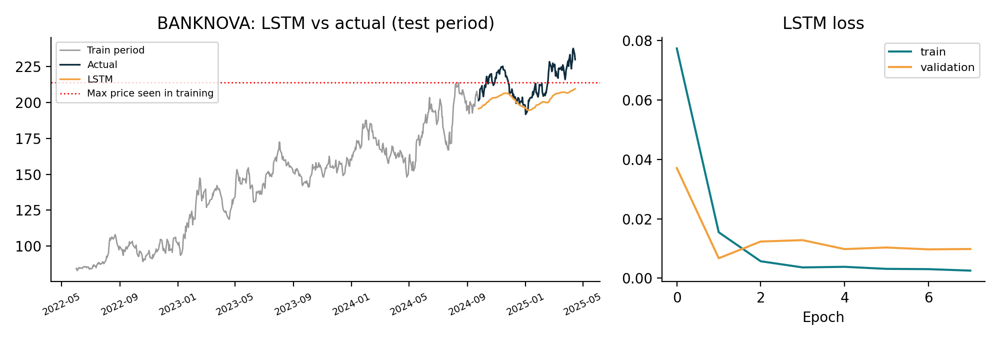 BANKNOVA: LSTM vs actual (test period)
Train period
Actual
LSTM
Max price seen in training
225
200
175
150
125
100
2022-05
2022-09
2023-01
2023-05
2023-09
2024-01
2024-05
2024-09
2025-01
2025-05
LSTM loss
train
validation
0.08
0.06
0.04
0.02
0.00
0
2
4
6
Epoch